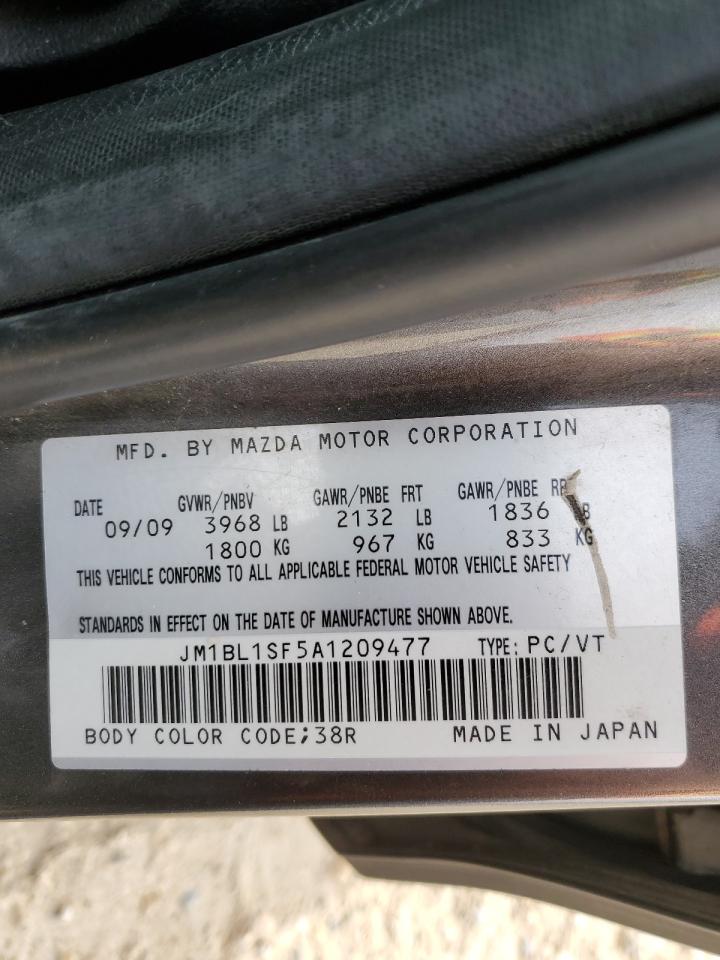 MFD. BY MAZDA MOTOR CORPORATION
DATE GVWR/PNBV GAWR/PNBE FRT GAWR/PNBE RR
09/09 3968 LB 2132 LB 1836 LB
1800 KG 967 KG 833 KG
THIS VEHICLE CONFORMS TO ALL APPLICABLE FEDERAL MOTOR VEHICLE SAFETY
STANDARDS IN EFFECT ON THE DATE OF MANUFACTURE SHOWN ABOVE.
JM1BL1SF5A1209477 TYPE: PC/VT
BODY COLOR CODE;38R MADE IN JAPAN